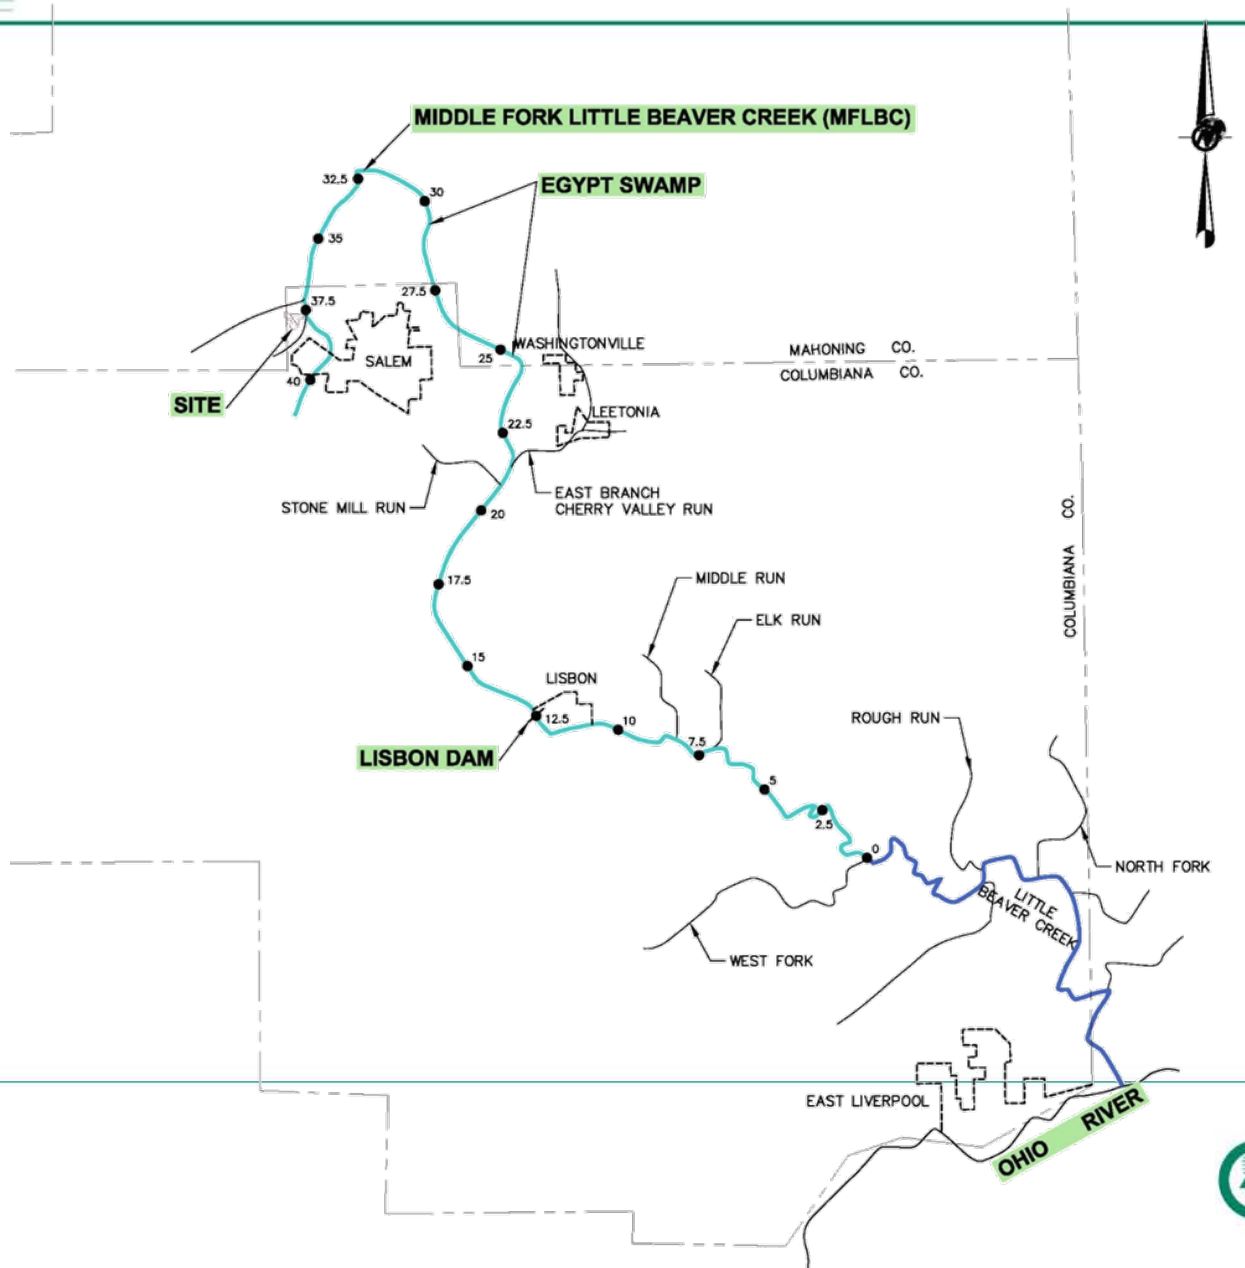 MIDDLE FORK LITTLE BEAVER CREEK (MFLBC)
32.5
30
EGYPT SWAMP
35
27.5
37.5
WASHINGTONVILLE
25
MAHONING CO.
COLUMBIANA CO.
SALEM
40
SITE
LEETONIA
22.5
STONE MILL RUN
EAST BRANCH
CHERRY VALLEY RUN
20
COLUMBIANA CO.
17.5
MIDDLE RUN
ELK RUN
15
LISBON
12.5
10
ROUGH RUN
7.5
LISBON DAM
5
2.5
0
NORTH FORK
LITTLE
BEAVER CREEK
WEST FORK
EAST LIVERPOOL
OHIO RIVER